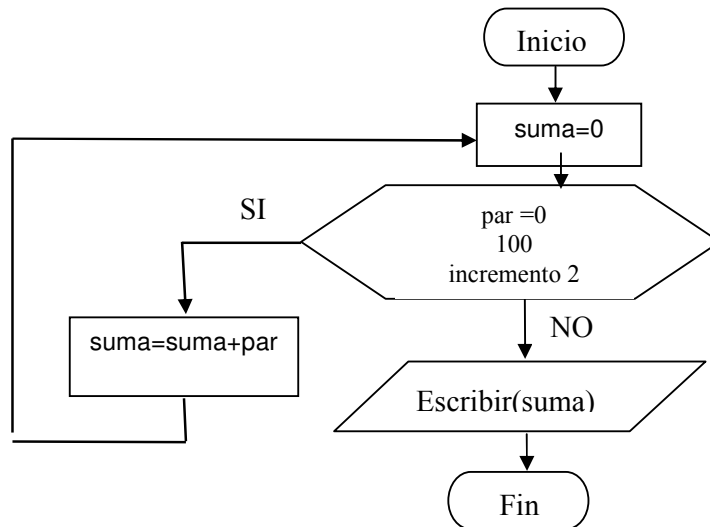 Inicio
suma=0
SI
par =0
100
incremento 2
suma=suma+par
NO
Escribir(suma)
Fin